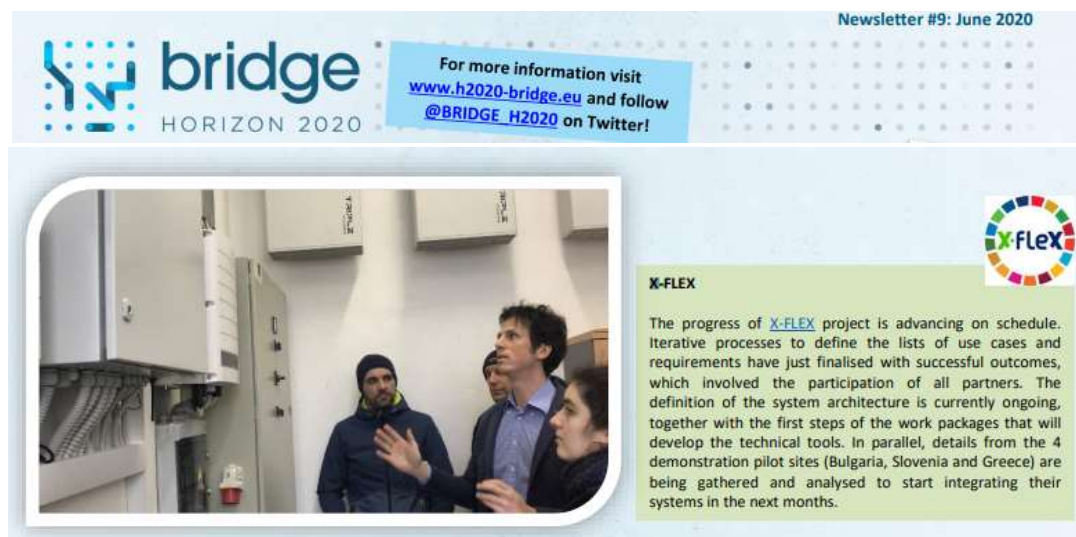 Newsletter #9: June 2020
bridge
HORIZON 2020
For more information visit
www.h2020-bridge.eu and follow
@BRIDGE_H2020 on Twitter!
X-FLEX
X-FLEX
The progress of X-FLEX project is advancing on schedule.
Iterative processes to define the lists of use cases and
requirements have just finalised with successful outcomes,
which involved the participation of all partners. The
definition of the system architecture is currently ongoing,
together with the first steps of the work packages that will
develop the technical tools. In parallel, details from the 4
demonstration pilot sites (Bulgaria, Slovenia and Greece) are
being gathered and analysed to start integrating their
systems in the next months.